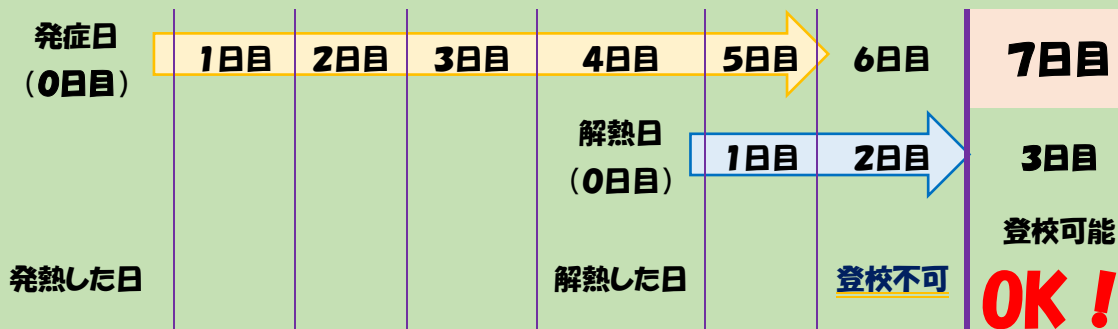 発症日
（0日目）
1日目
2日目
3日目
4日目
5日目
6日目
7日目
解熱日
（0日目）
1日目
2日目
3日目
登校可能
発熱した日
解熱した日
登校不可
OK！